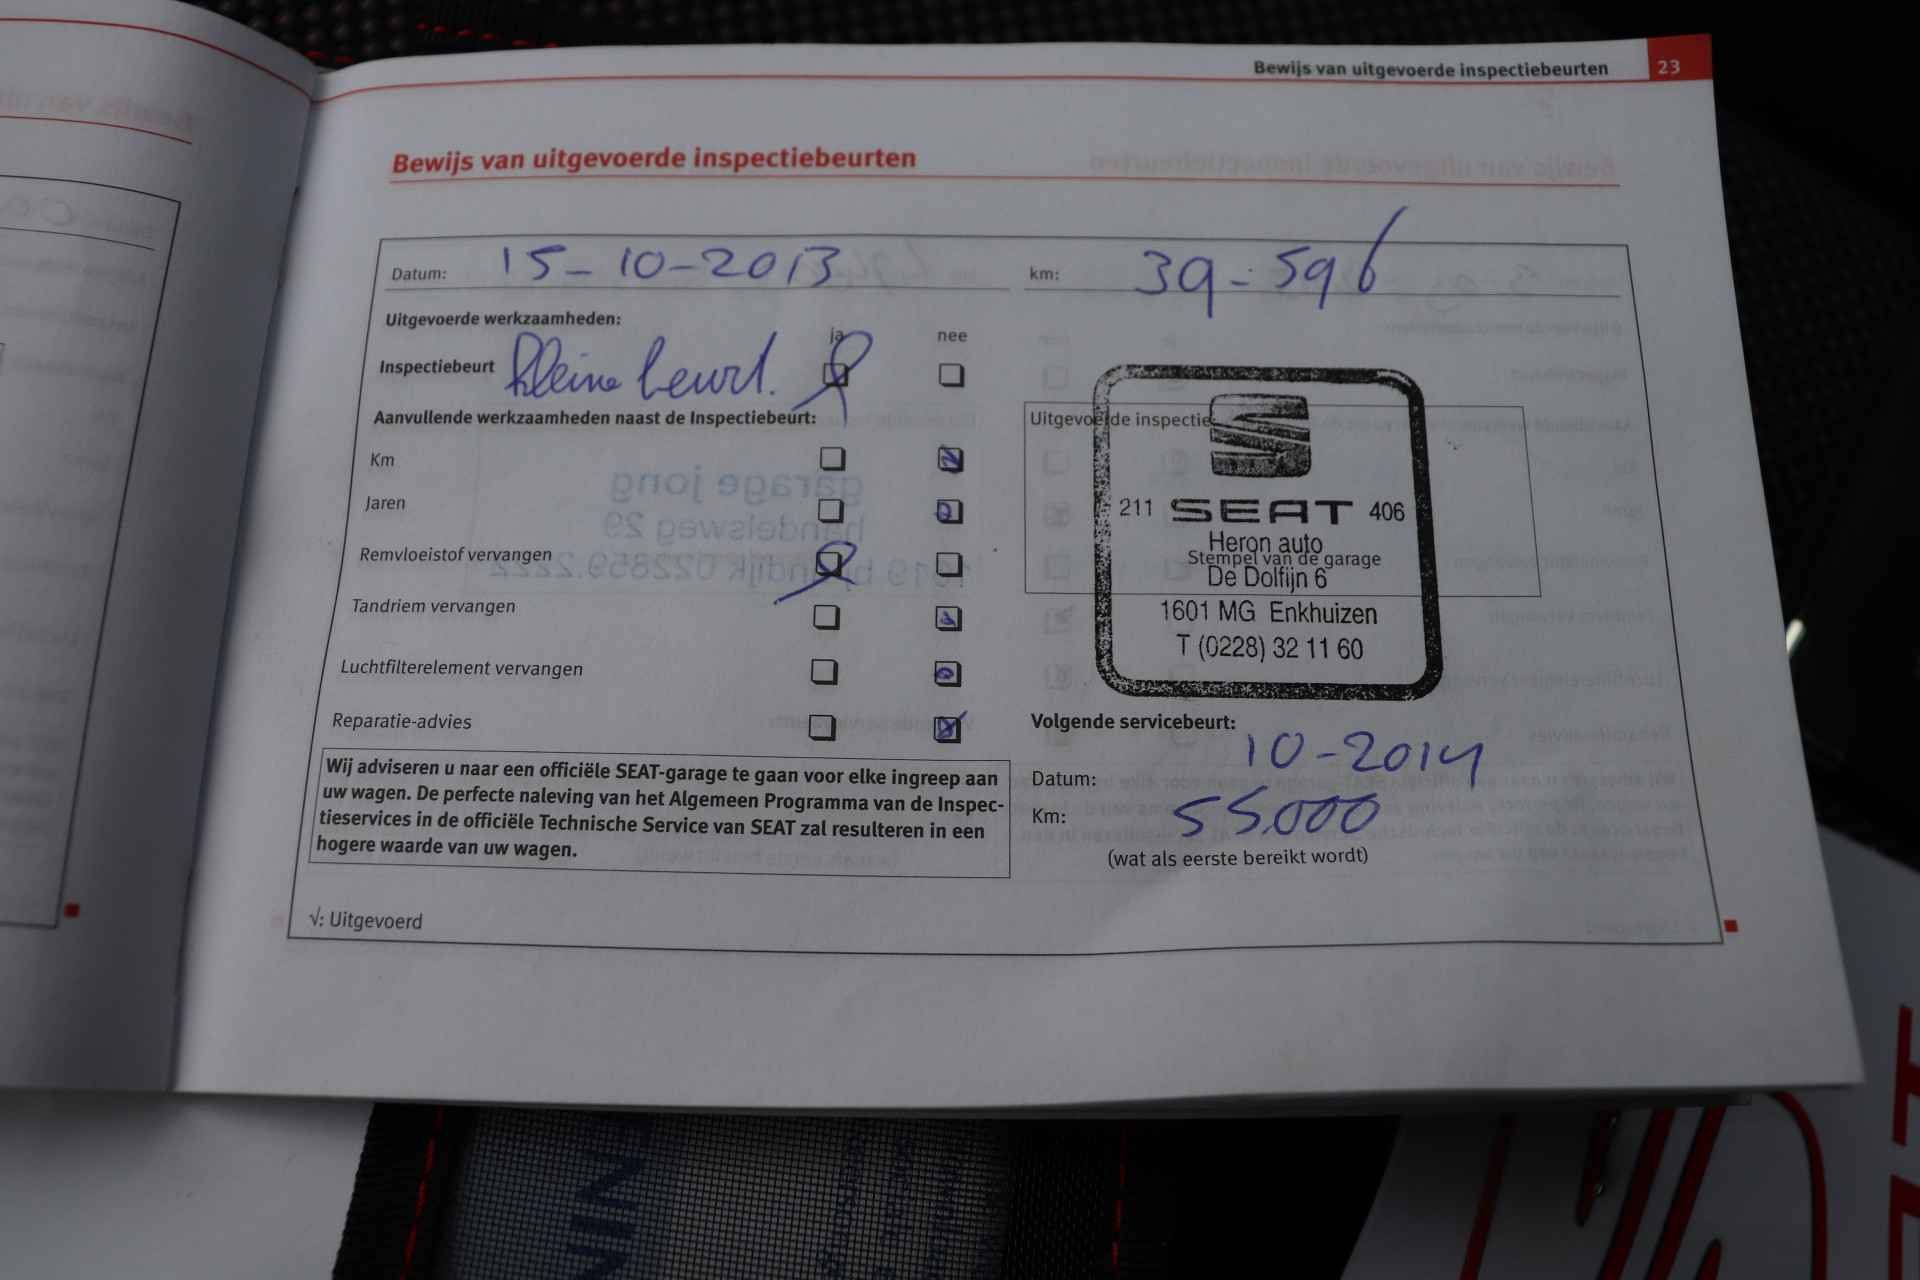 Bewijs van uitgevoerde inspectiebeurten 23
Bewijs van uitgevoerde inspectiebeurten
Datum: 15-10-2013 km: 39-596
Uitgevoerde werkzaamheden:
ja nee
Inspectiebeurt kleine beurt.
Aanvullende werkzaamheden naast de Inspectiebeurt:
Km
Jaren
Remvloeistof vervangen
Tandriem vervangen
Luchtfilterelement vervangen
Reparatie-advies
Wij adviseren u naar een officiële SEAT-garage te gaan voor elke ingreep aan
uw wagen. De perfecte naleving van het Algemeen Programma van de Inspec-
tieservices in de officiële Technische Service van SEAT zal resulteren in een
hogere waarde van uw wagen.
√: Uitgevoerd
Uitgevoerde inspectie:
211 SEAT 406
Heron auto
Stempel van de garage
De Dolfijn 6
1601 MG Enkhuizen
T (0228) 32 11 60
Volgende servicebeurt:
Datum: 10-2014
Km: 55.000
(wat als eerste bereikt wordt)
garage jong
handelsweg 29